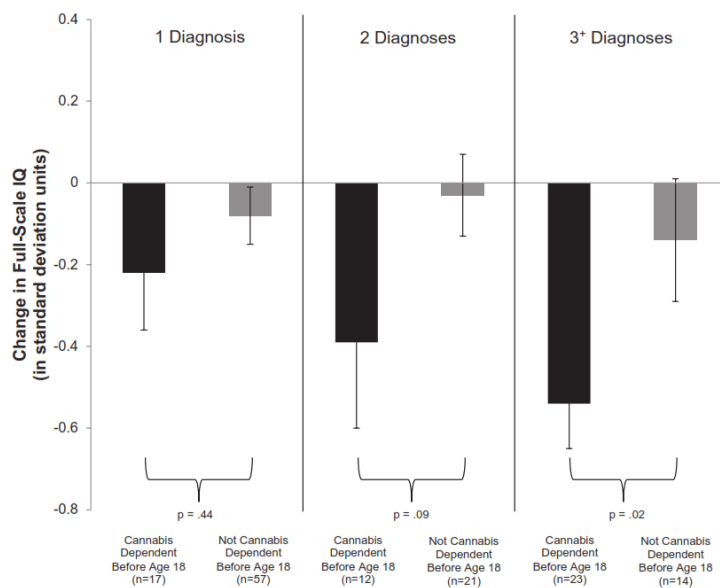 1 Diagnosis
2 Diagnoses
3+ Diagnoses
Change in Full-Scale IQ
(in standard deviation units)
0.4
0.2
0
-0.2
-0.4
-0.6
-0.8
p = .44
p = .09
p = .02
Cannabis
Dependent
Before Age 18
(n=17)
Not Cannabis
Dependent
Before Age 18
(n=57)
Cannabis
Dependent
Before Age 18
(n=12)
Not Cannabis
Dependent
Before Age 18
(n=21)
Cannabis
Dependent
Before Age 18
(n=23)
Not Cannabis
Dependent
Before Age 18
(n=14)